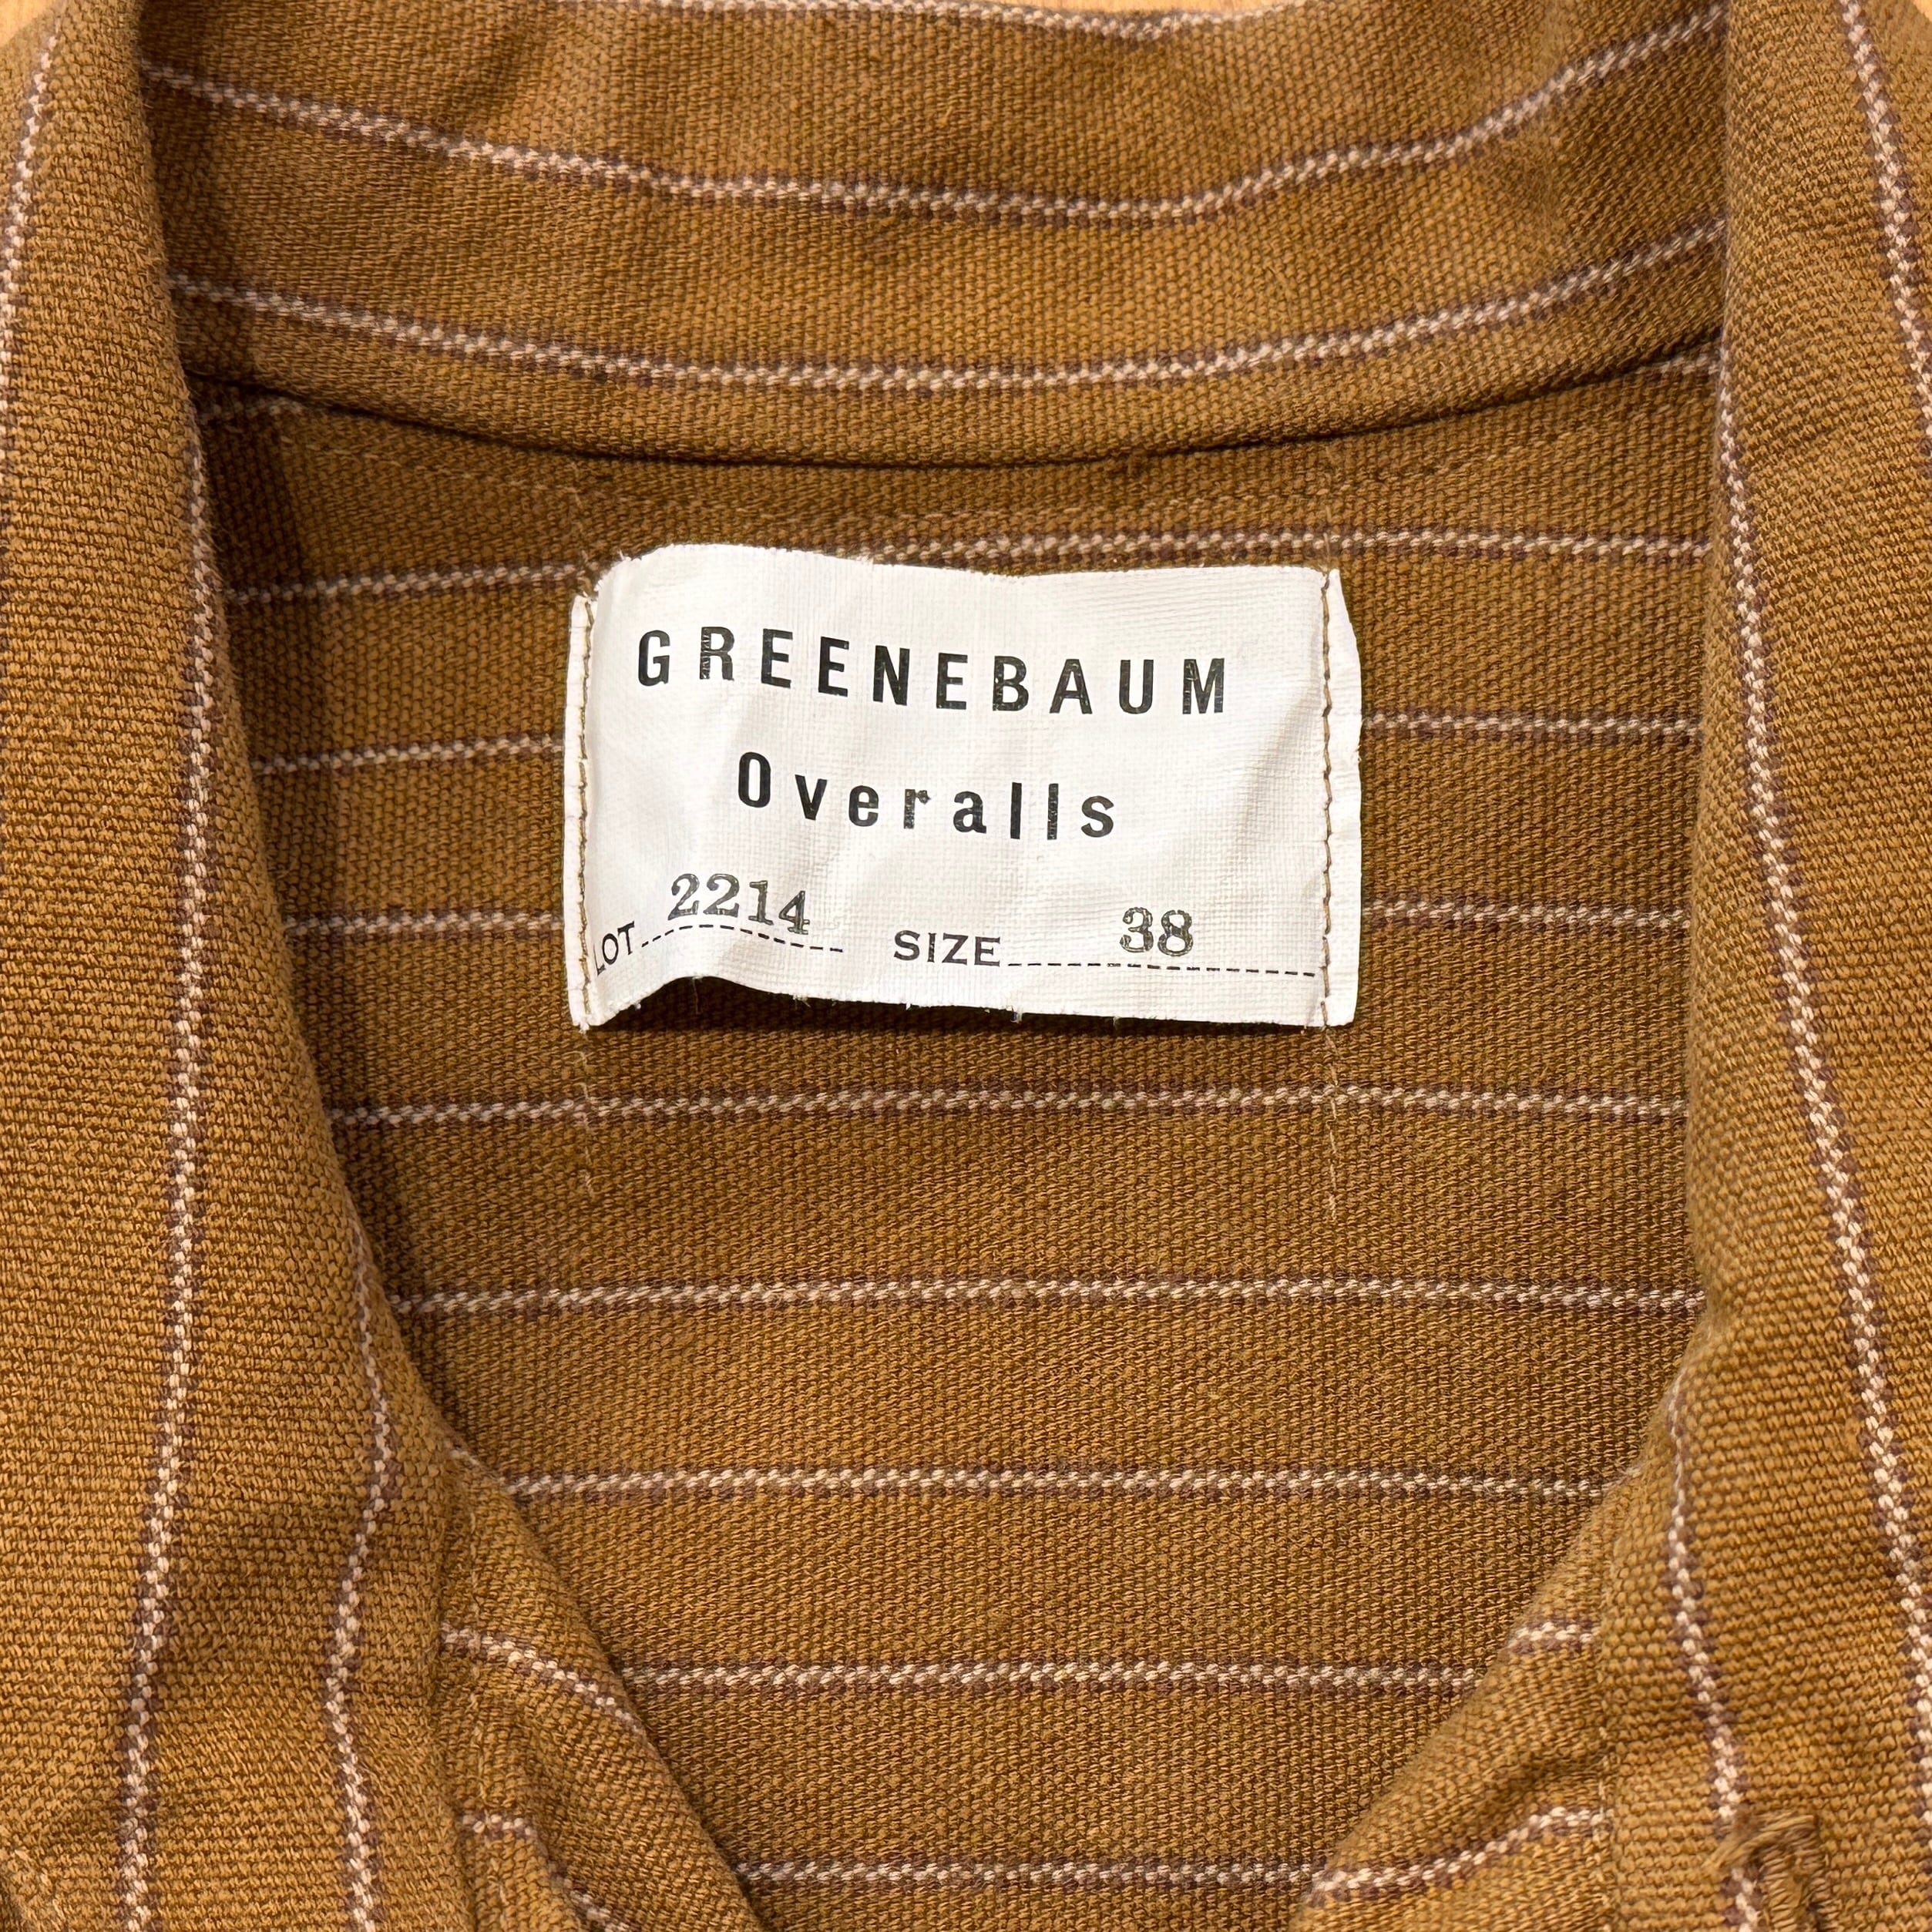 GREENEBAUM
Overalls
LOT 2214 SIZE 38